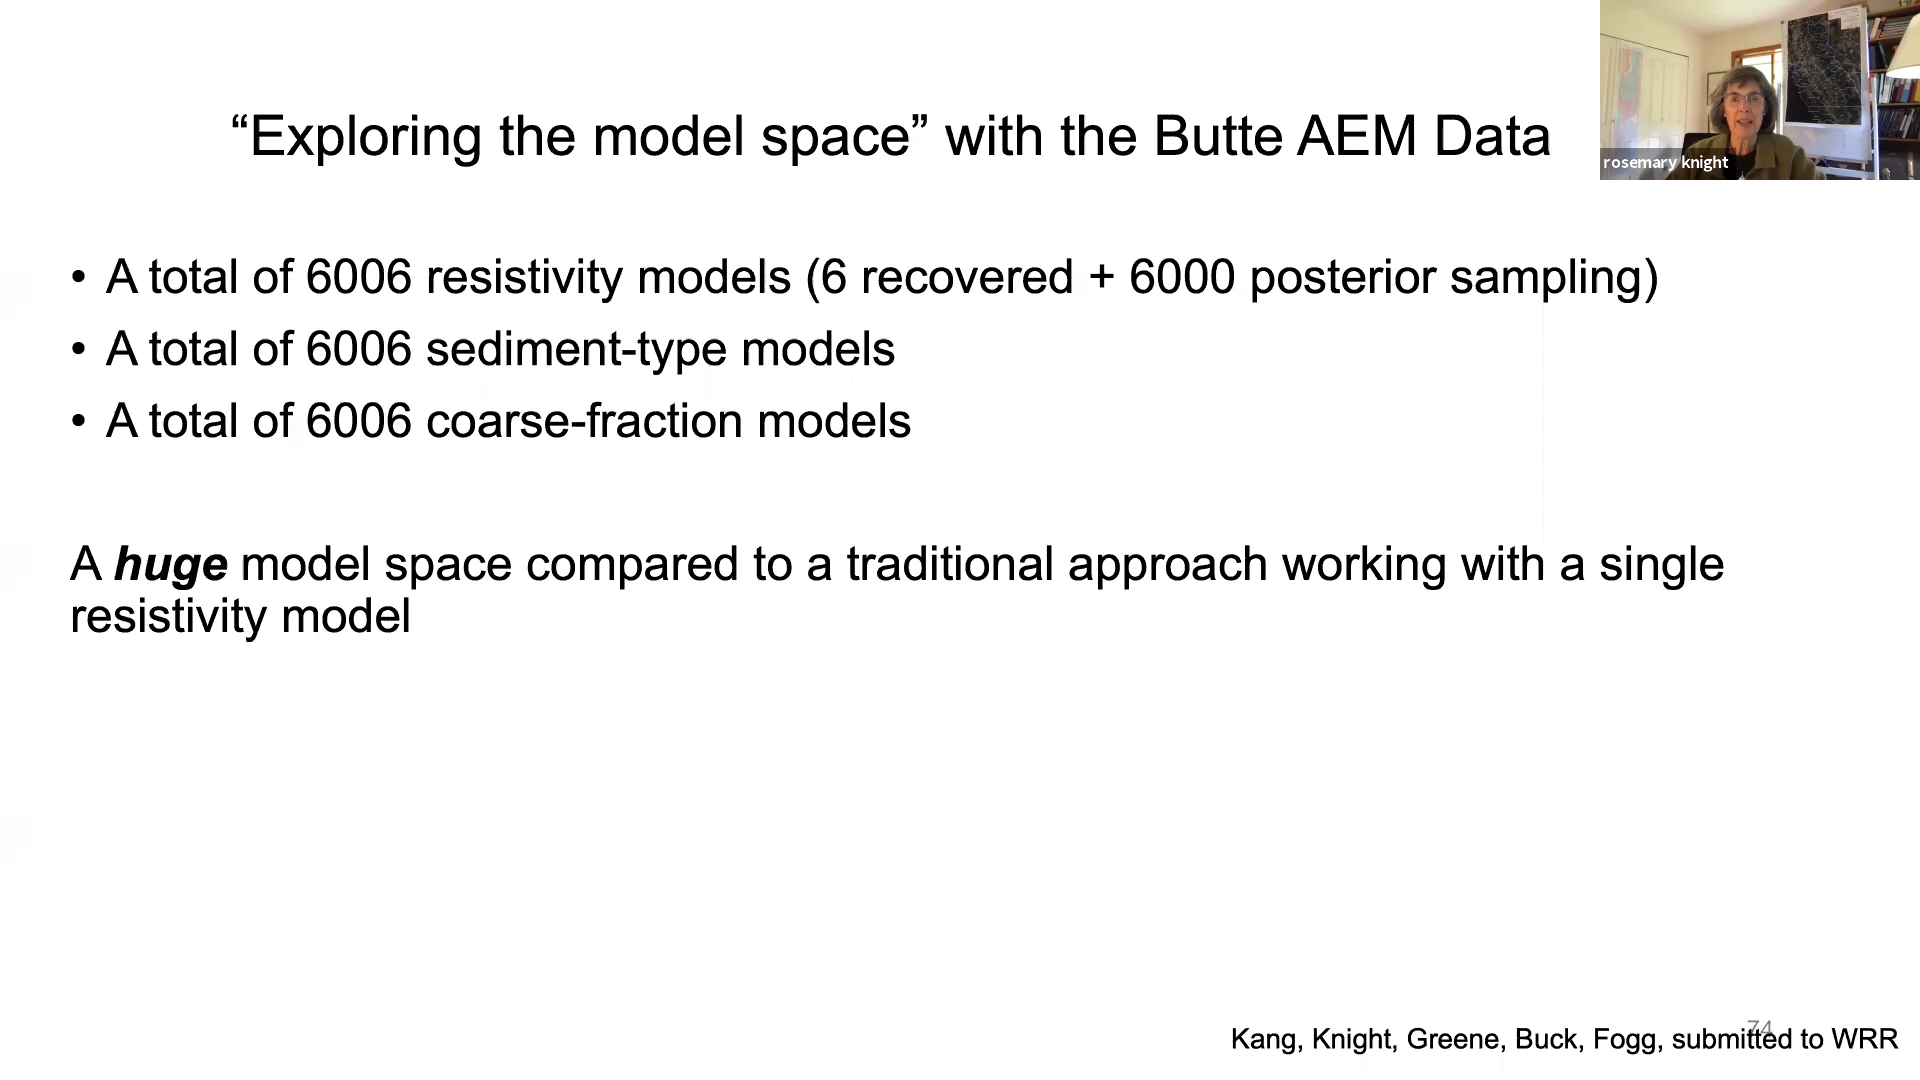 “Exploring the model space” with the Butte AEM Data
rosemary knight
• A total of 6006 resistivity models (6 recovered + 6000 posterior sampling)
• A total of 6006 sediment-type models
• A total of 6006 coarse-fraction models
A huge model space compared to a traditional approach working with a single
resistivity model
74
Kang, Knight, Greene, Buck, Fogg, submitted to WRR